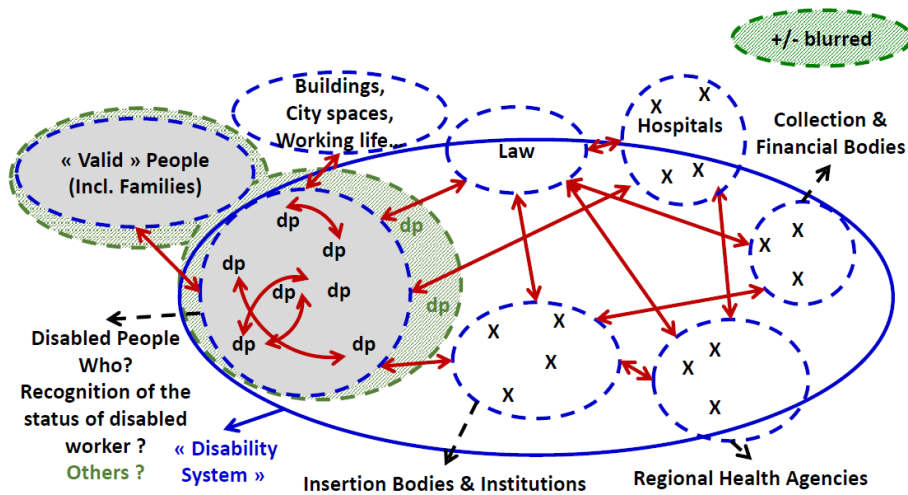 +/- blurred
Buildings,
City spaces,
Working life...
« Valid » People
(Incl. Families)
Law
X
X
Hospitals
X
X
Collection &
Financial Bodies
dp
dp
dp
dp
dp
dp
dp
dp
dp
X
X
X
X
X
X
X
X
X
X
Disabled People
Who?
Recognition of the
status of disabled
worker ?
Others ?
« Disability
System »
Insertion Bodies & Institutions
Regional Health Agencies